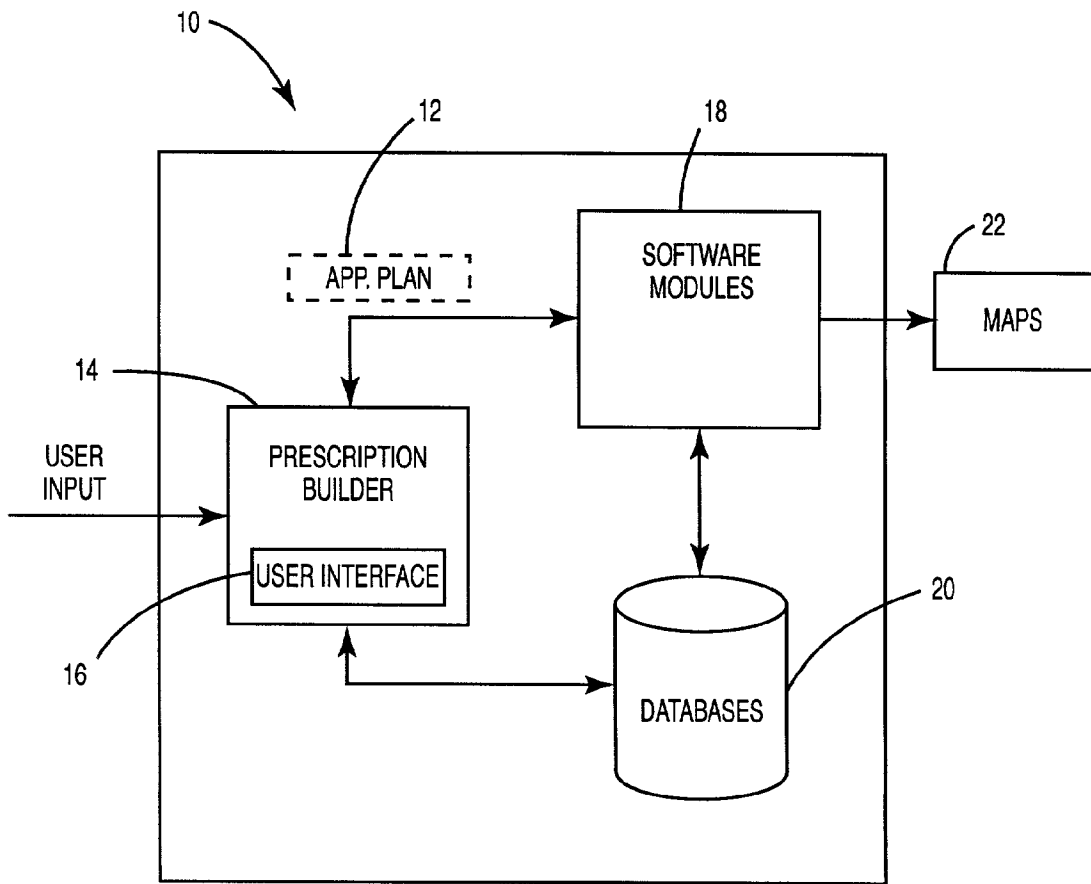 10
12
18
22
APP. PLAN
SOFTWARE
MODULES
MAPS
14
USER
INPUT
PRESCRIPTION
BUILDER
USER INTERFACE
16
20
DATABASES